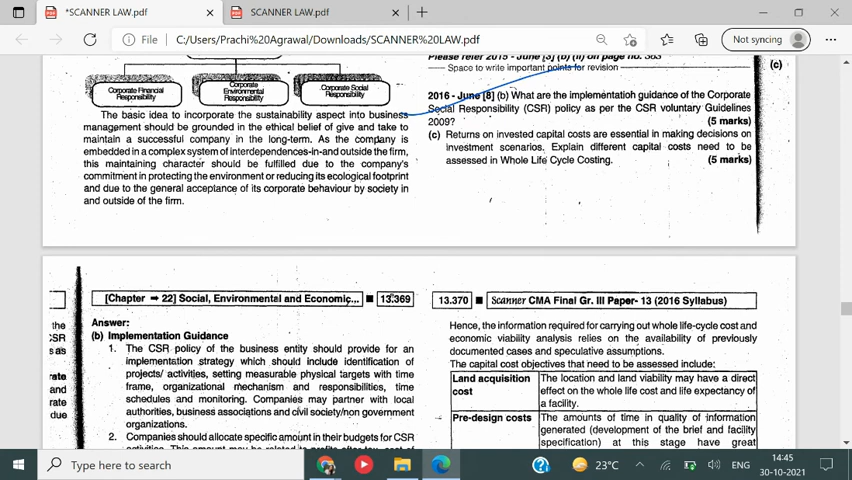 *SCANNER LAW.pdf
SCANNER LAW.pdf
File
C:/Users/Prachi%20Agrawal/Downloads/SCANNER%20LAW.pdf
Not syncing
Corporate Financial
Responsibility
Corporate
Environmental
Responsibility
Corporate Social
Responsibility
The basic idea to incorporate the sustainability aspect into business
management should be grounded in the ethical belief of give and take to
maintain a successful company in the long-term. As the company is
embedded in a complex system of interdependences-in-and outside the firm,
this maintaining character should be fulfilled due to the company's
commitment in protecting the environment or reducing its ecological footprint
and due to the general acceptance of its corporate behaviour by society in
and outside of the firm.
Please refer 2015 - June [3] (b) (ii) on page no. 363
Space to write important points for revision
(c)
2016 - June [8] (b) What are the implementation guidance of the Corporate
Social Responsibility (CSR) policy as per the CSR voluntary Guidelines
2009? (5 marks)
(c) Returns on invested capital costs are essential in making decisions on
investment scenarios. Explain different capital costs need to be
assessed in Whole Life Cycle Costing. (5 marks)
[Chapter ➡ 22] Social, Environmental and Economic... ■ 13.369
the
CSR
s as
rate
and
rate
due
Answer:
(b) Implementation Guidance
1. The CSR policy of the business entity should provide for an
implementation strategy which should include identification of
projects/ activities, setting measurable physical targets with time
frame, organizational mechanism and responsibilities, time
schedules and monitoring. Companies may partner with local
authorities, business associations and civil society/non government
organizations.
2. Companies should allocate specific amount in their budgets for CSR
activities. This amount may be related to profits after tax, cost of
13.370 ■ Scanner CMA Final Gr. III Paper- 13 (2016 Syllabus)
Hence, the information required for carrying out whole life-cycle cost and
economic viability analysis relies on the availability of previously
documented cases and speculative assumptions.
The capital cost objectives that need to be assessed include:
Land acquisition
cost
The location and land viability may have a direct
effect on the whole life cost and life expectancy of
a facility.
Pre-design costs
The amounts of time in quality of information
generated (development of the brief and facility
specification) at this stage have great
Type here to search
23°C
ENG
14:45
30-10-2021